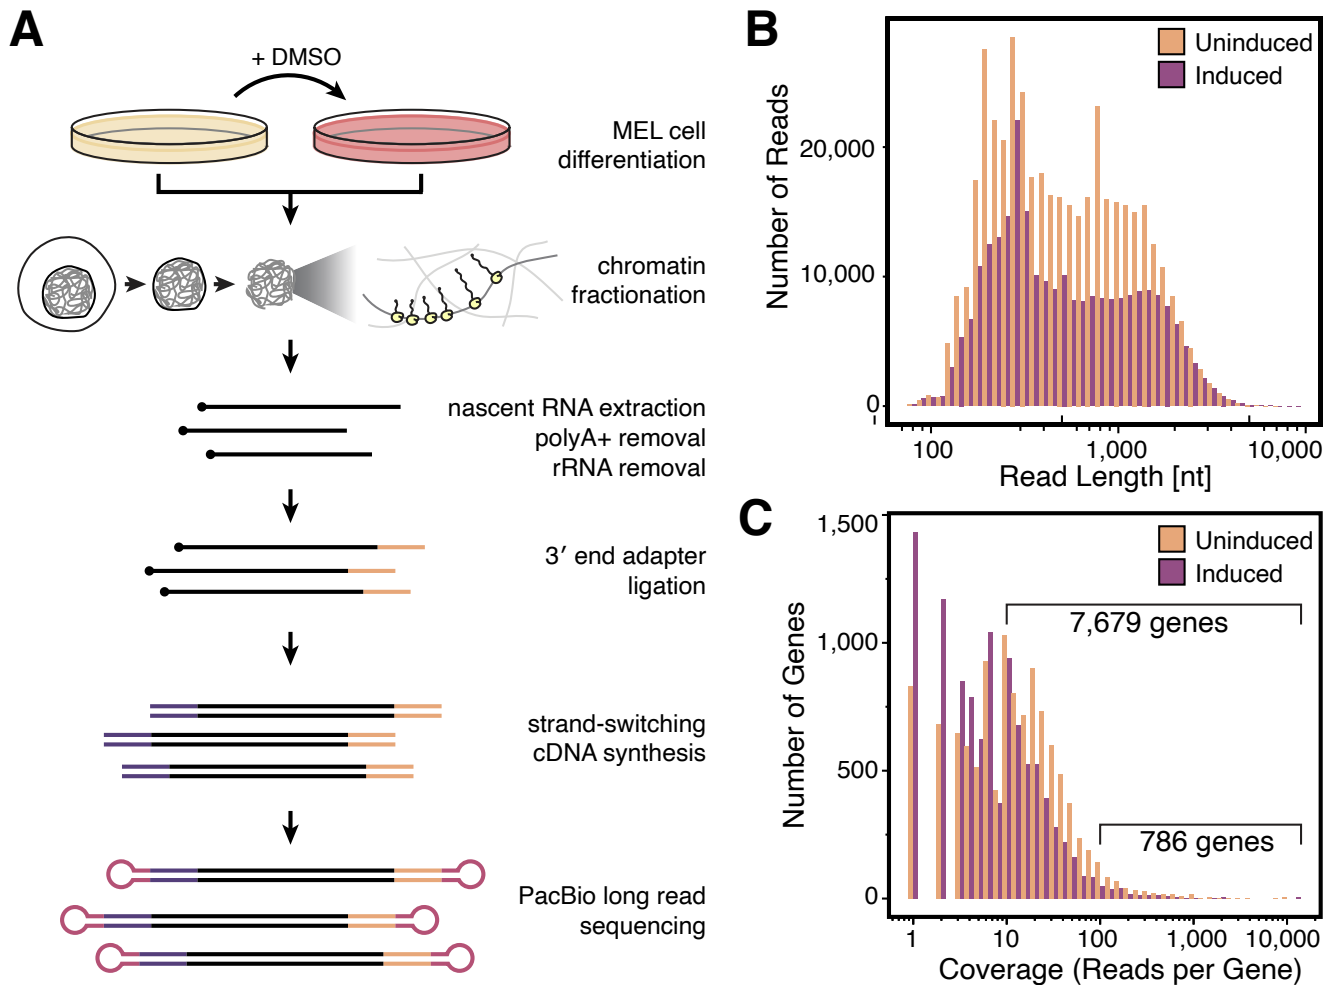 A
+ DMSO
MEL cell
differentiation
chromatin
fractionation
nascent RNA extraction
polyA+ removal
rRNA removal
3′ end adapter
ligation
strand-switching
cDNA synthesis
PacBio long read
sequencing
B
Uninduced
Induced
Number of Reads
20,000
10,000
0
100
1,000
10,000
Read Length [nt]
C
Uninduced
Induced
7,679 genes
786 genes
Number of Genes
1,500
1,000
500
0
1
10
100
1,000
10,000
Coverage (Reads per Gene)